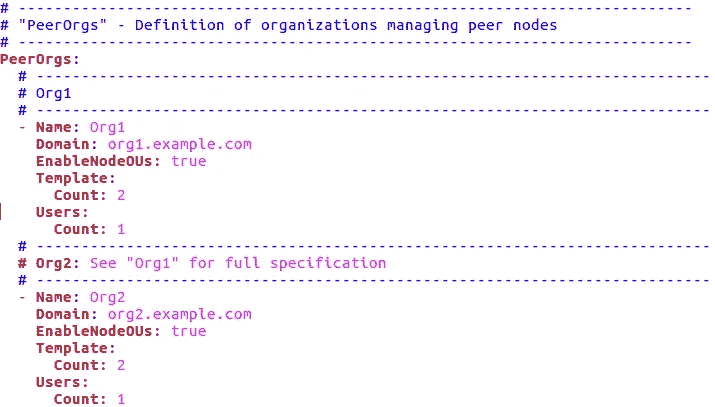 # ---------------------------------------------------------------------------
# "PeerOrgs" - Definition of organizations managing peer nodes
# ---------------------------------------------------------------------------
PeerOrgs:
  # ---------------------------------------------------------------------------
  # Org1
  # ---------------------------------------------------------------------------
  - Name: Org1
    Domain: org1.example.com
    EnableNodeOUs: true
    Template:
      Count: 2
    Users:
      Count: 1
  # ---------------------------------------------------------------------------
  # Org2: See "Org1" for full specification
  # ---------------------------------------------------------------------------
  - Name: Org2
    Domain: org2.example.com
    EnableNodeOUs: true
    Template:
      Count: 2
    Users:
      Count: 1